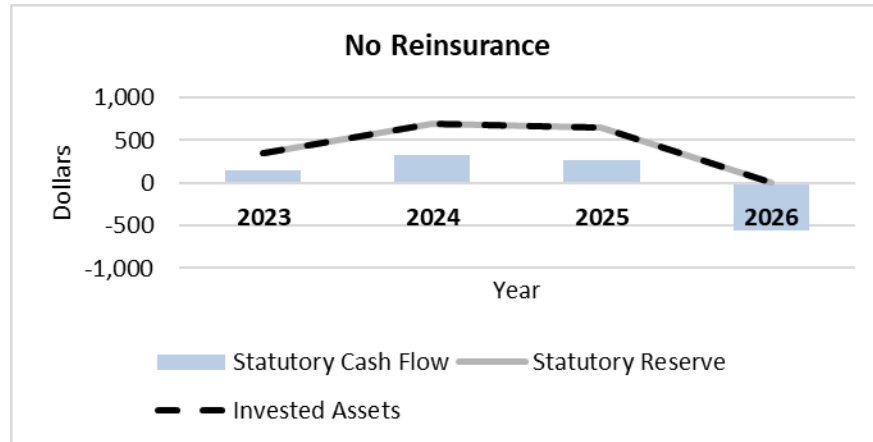 No Reinsurance
1,000
500
0
-500
-1,000
Dollars
2023 2024 2025 2026
Year
Statutory Cash Flow Statutory Reserve
Invested Assets